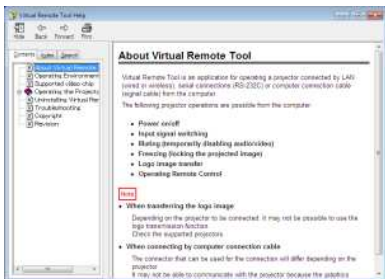 Virtual Remote Tool Help
Hide Back Forward Print
Contents Index Search
About Virtual Remote
Operating Environment
Supported video chip
Operating the Projecto
Uninstalling Virtual Rer
Troubleshooting
Copyright
Revision
About Virtual Remote Tool
Virtual Remote Tool is an application for operating a projector connected by LAN
(wired or wireless), serial connections (RS-232C) or computer connection cable
(signal cable) from the computer.
The following projector operations are possible from the computer.
Power on/off
Input signal switching
Muting (temporarily disabling audio/video)
Freezing (locking the projected image)
Logo image transfer
Operating Remote Control
Note
When transferring the logo image
Depending on the projector to be connected, it may not be possible to use the
logo transmission function.
Check the supported projectors
When connecting by computer connection cable
The connector that can be used for the connection will differ depending on the
projector.
It may not be able to communicate with the projector because the graphics